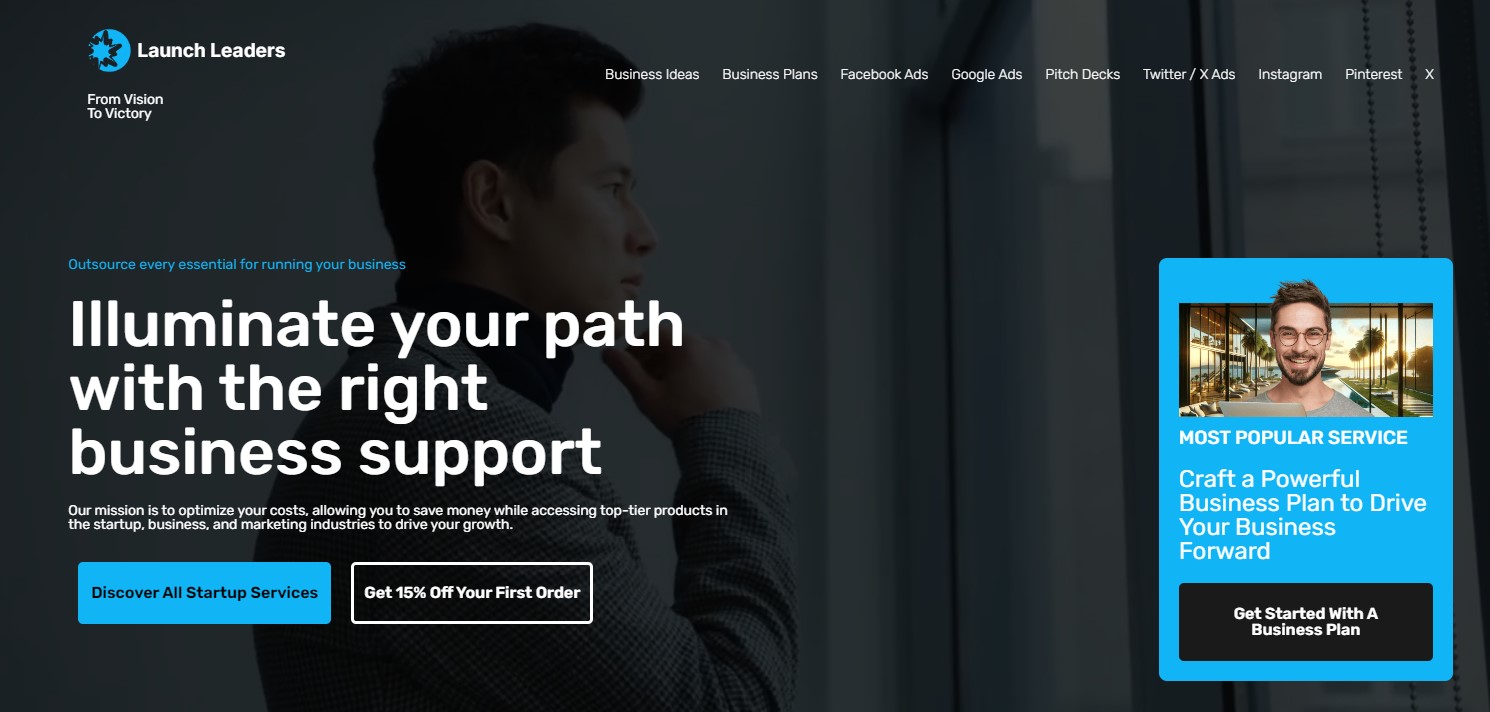 Launch Leaders
From Vision
To Victory
Business Ideas Business Plans Facebook Ads Google Ads Pitch Decks Twitter / X Ads Instagram Pinterest X
Outsource every essential for running your business
Illuminate your path
with the right
business support
Our mission is to optimize your costs, allowing you to save money while accessing top-tier products in
the startup, business, and marketing industries to drive your growth.
Discover All Startup Services
Get 15% Off Your First Order
MOST POPULAR SERVICE
Craft a Powerful
Business Plan to Drive
Your Business
Forward
Get Started With A
Business Plan